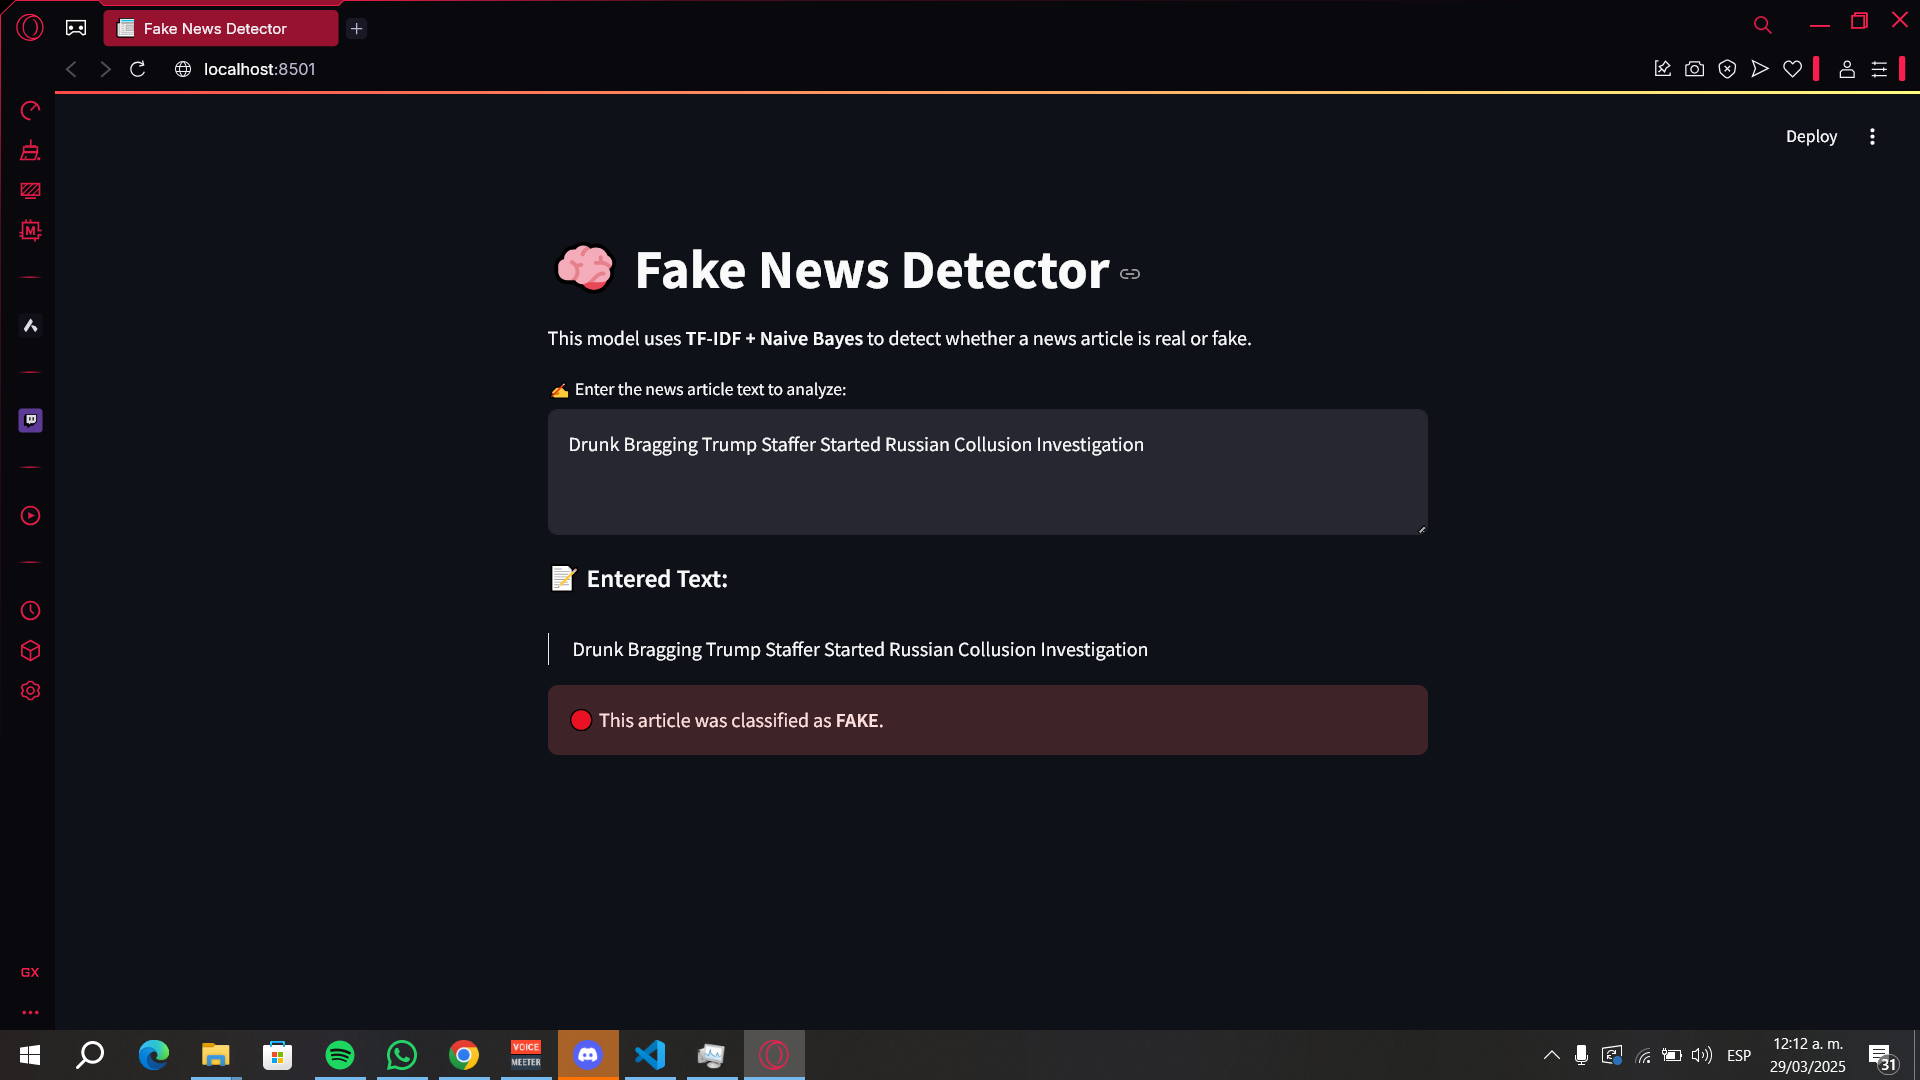 Fake News Detector
localhost:8501
Deploy
Fake News Detector
This model uses TF-IDF + Naive Bayes to detect whether a news article is real or fake.
Enter the news article text to analyze:
Drunk Bragging Trump Staffer Started Russian Collusion Investigation
Entered Text:
Drunk Bragging Trump Staffer Started Russian Collusion Investigation
This article was classified as FAKE.
M
GX
VOICE
MEETER
ESP
12:12 a. m.
29/03/2025
31